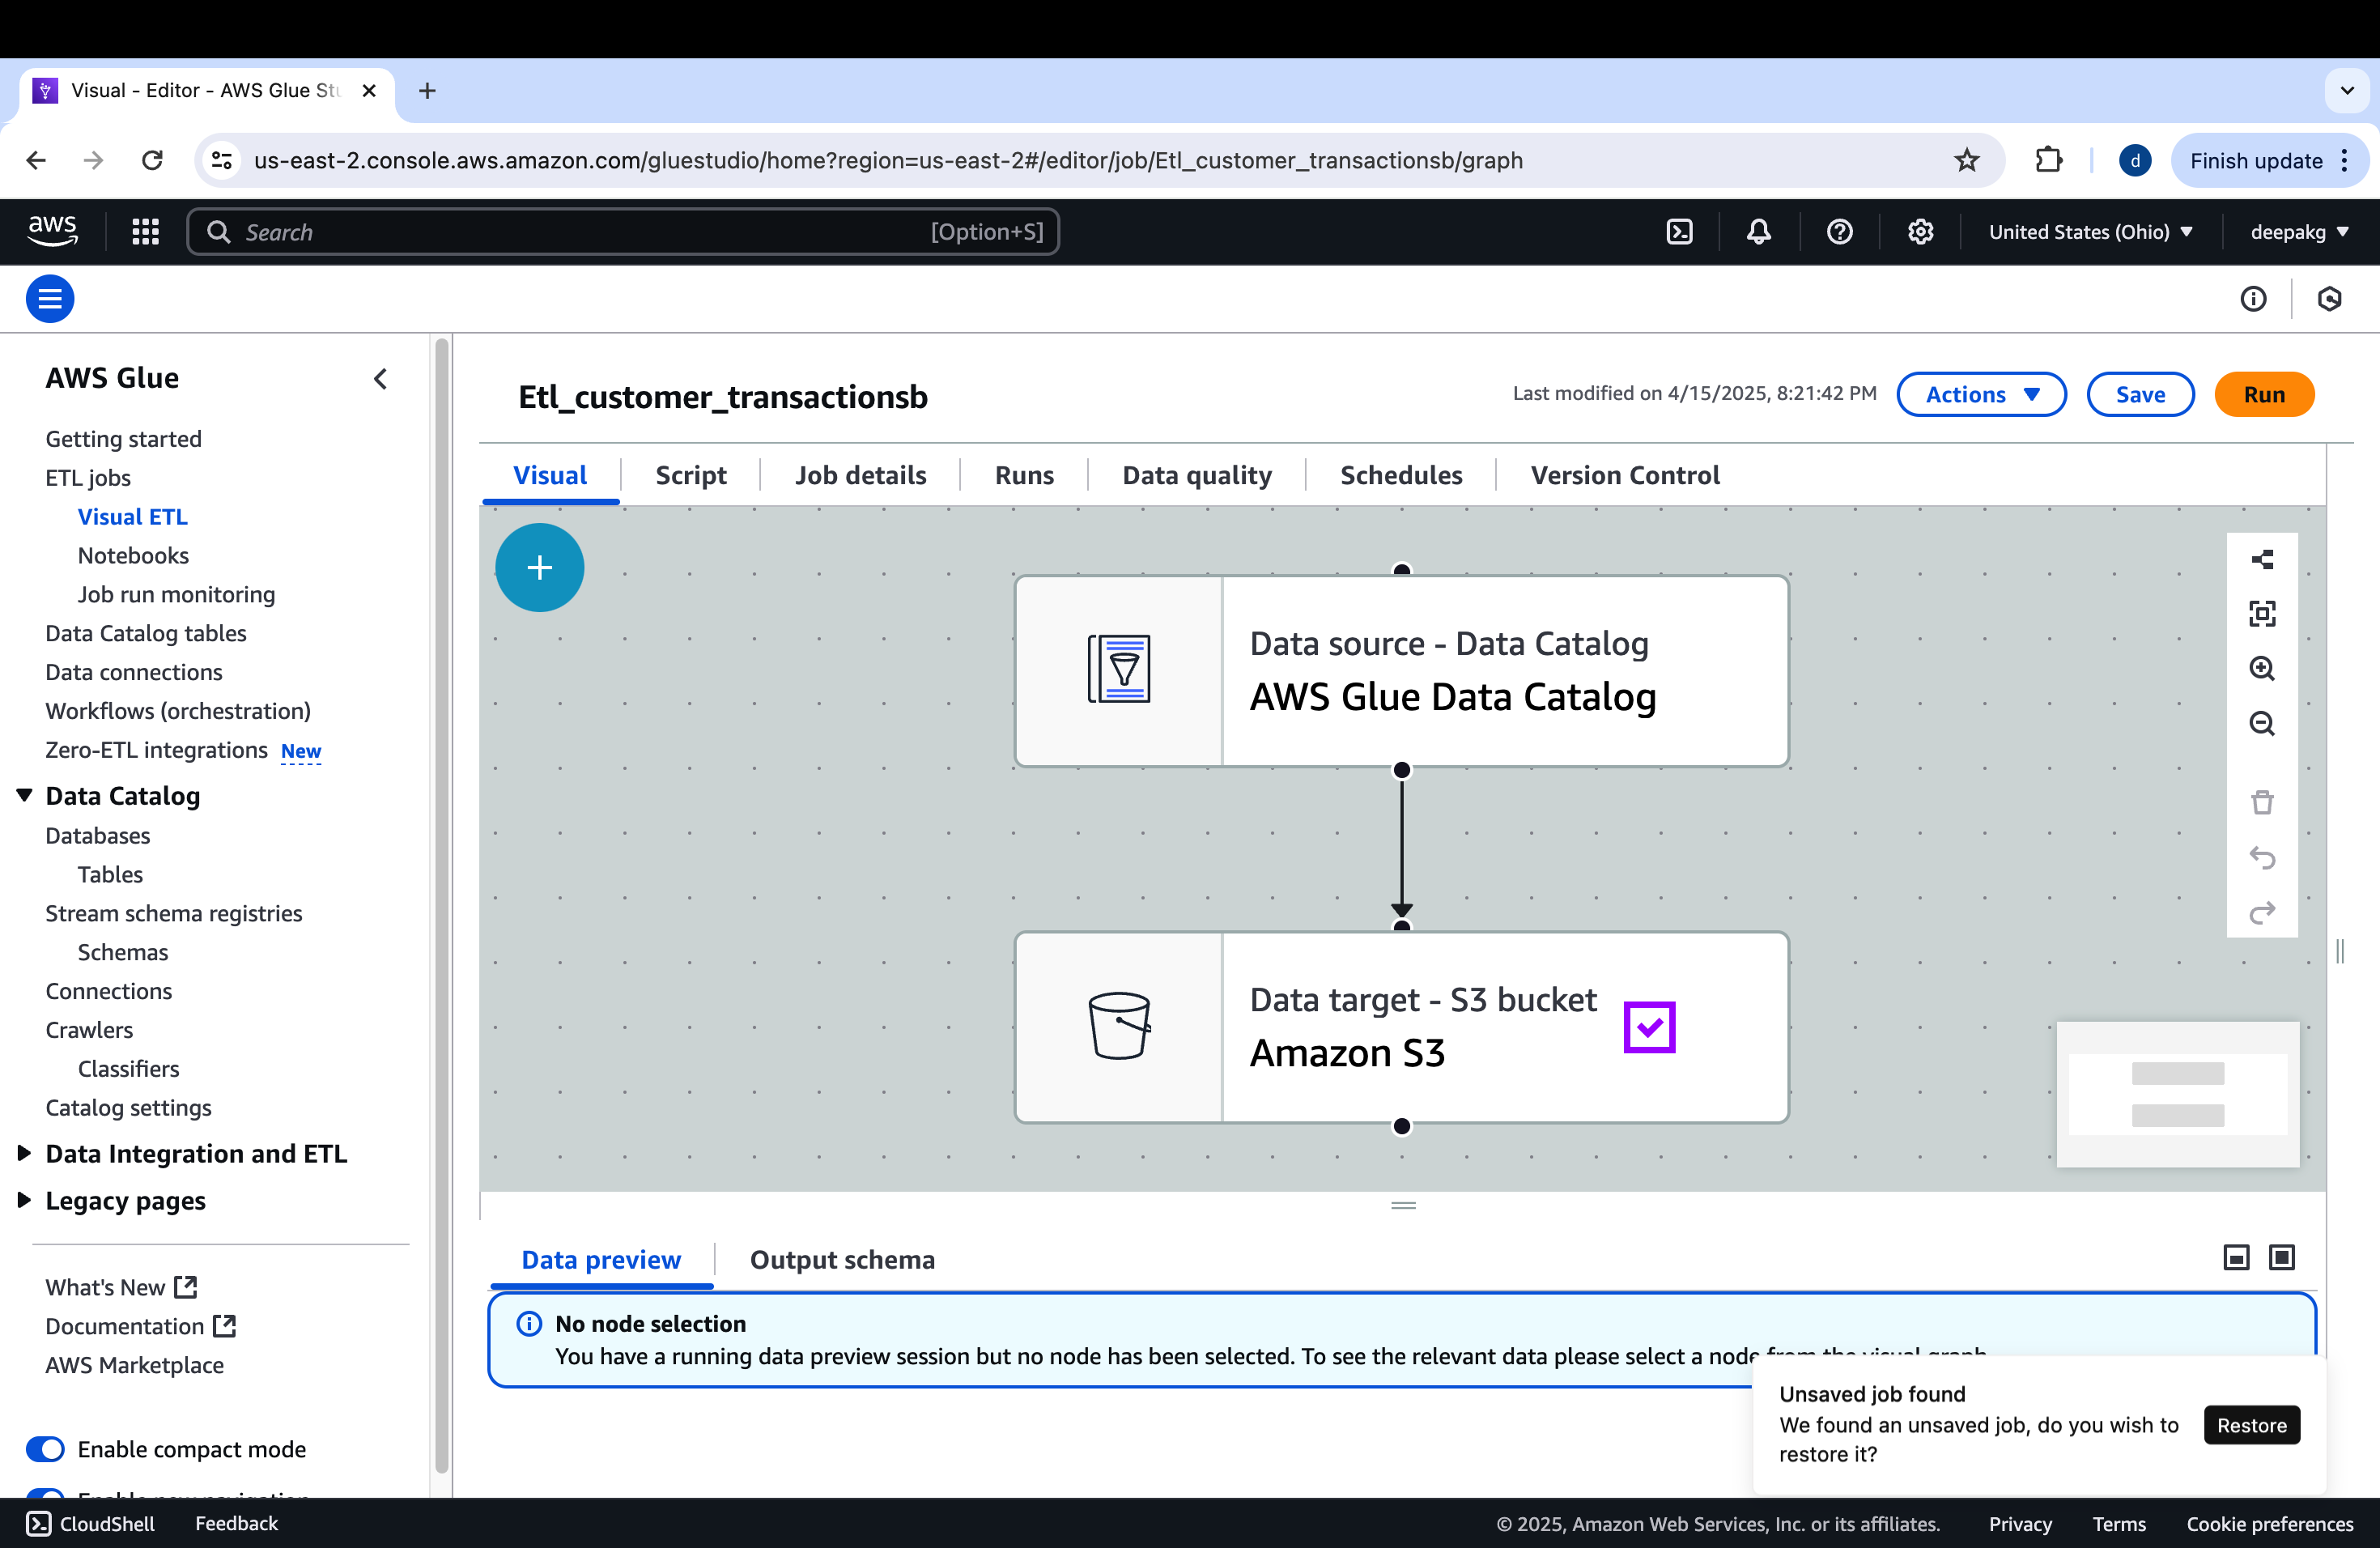 Visual - Editor - AWS Glue Stu
us-east-2.console.aws.amazon.com/gluestudio/home?region=us-east-2#/editor/job/Etl_customer_transactionsb/graph
d
Finish update
aws
Search
[Option+S]
United States (Ohio)
deepakg
AWS Glue
Getting started
ETL jobs
Visual ETL
Notebooks
Job run monitoring
Data Catalog tables
Data connections
Workflows (orchestration)
Zero-ETL integrations New
Data Catalog
Databases
Tables
Stream schema registries
Schemas
Connections
Crawlers
Classifiers
Catalog settings
Data Integration and ETL
Legacy pages
What's New
Documentation
AWS Marketplace
Enable compact mode
Enable new navigation
Etl_customer_transactionsb
Last modified on 4/15/2025, 8:21:42 PM
Actions
Save
Run
Visual
Script
Job details
Runs
Data quality
Schedules
Version Control
Data source - Data Catalog
AWS Glue Data Catalog
Data target - S3 bucket
Amazon S3
Data preview
Output schema
No node selection
You have a running data preview session but no node has been selected. To see the relevant data please select a node from the visual graph
Unsaved job found
We found an unsaved job, do you wish to
restore it?
Restore
CloudShell
Feedback
© 2025, Amazon Web Services, Inc. or its affiliates.
Privacy
Terms
Cookie preferences